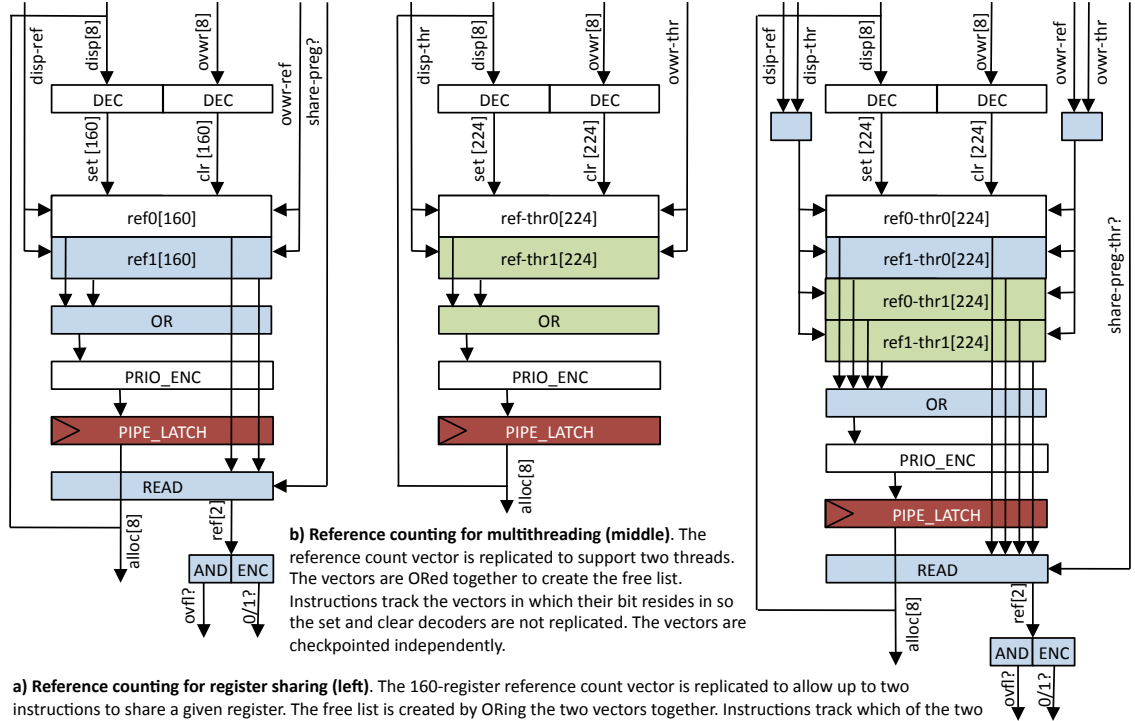 disp-ref
disp[8]
ovwr[8]
ovwr-ref
share-preg?
DEC
DEC
set [160]
clr [160]
ref0[160]
ref1[160]
OR
PRIO_ENC
PIPE_LATCH
READ
alloc[8]
ref[2]
AND
ENC
ovfl?
0/1?
disp-thr
disp[8]
ovwr[8]
ovwr-thr
DEC
DEC
set [224]
clr [224]
ref-thr0[224]
ref-thr1[224]
OR
PRIO_ENC
PIPE_LATCH
alloc[8]
b) Reference counting for multithreading (middle). The
reference count vector is replicated to support two threads.
The vectors are ORed together to create the free list.
Instructions track the vectors in which their bit resides in so
the set and clear decoders are not replicated. The vectors are
checkpointed independently.
dsip-ref
disp-thr
disp[8]
ovwr[8]
ovwr-ref
ovwr-thr
DEC
DEC
set [224]
clr [224]
ref0-thr0[224]
ref1-thr0[224]
ref0-thr1[224]
ref1-thr1[224]
share-preg-thr?
OR
PRIO_ENC
PIPE_LATCH
READ
alloc[8]
ref[2]
AND
ENC
ovfl?
0/1?
a) Reference counting for register sharing (left). The 160-register reference count vector is replicated to allow up to two
instructions to share a given register. The free list is created by ORing the two vectors together. Instructions track which of the two